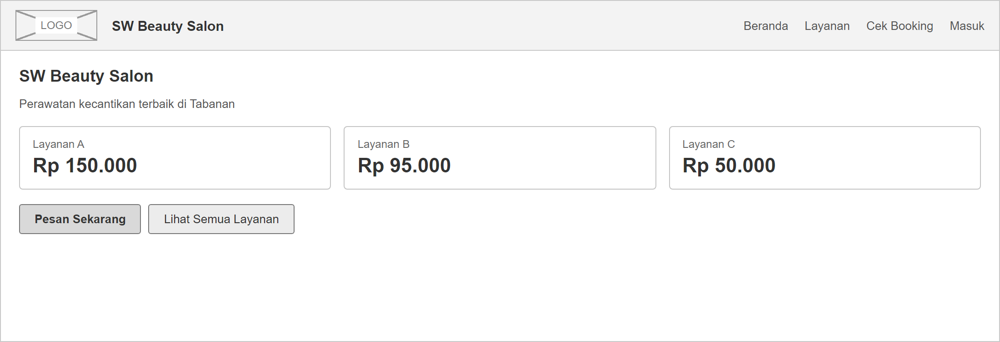 LOGO
SW Beauty Salon
Beranda
Layanan
Cek Booking
Masuk
SW Beauty Salon
Perawatan kecantikan terbaik di Tabanan
Layanan A
Rp 150.000
Layanan B
Rp 95.000
Layanan C
Rp 50.000
Pesan Sekarang
Lihat Semua Layanan